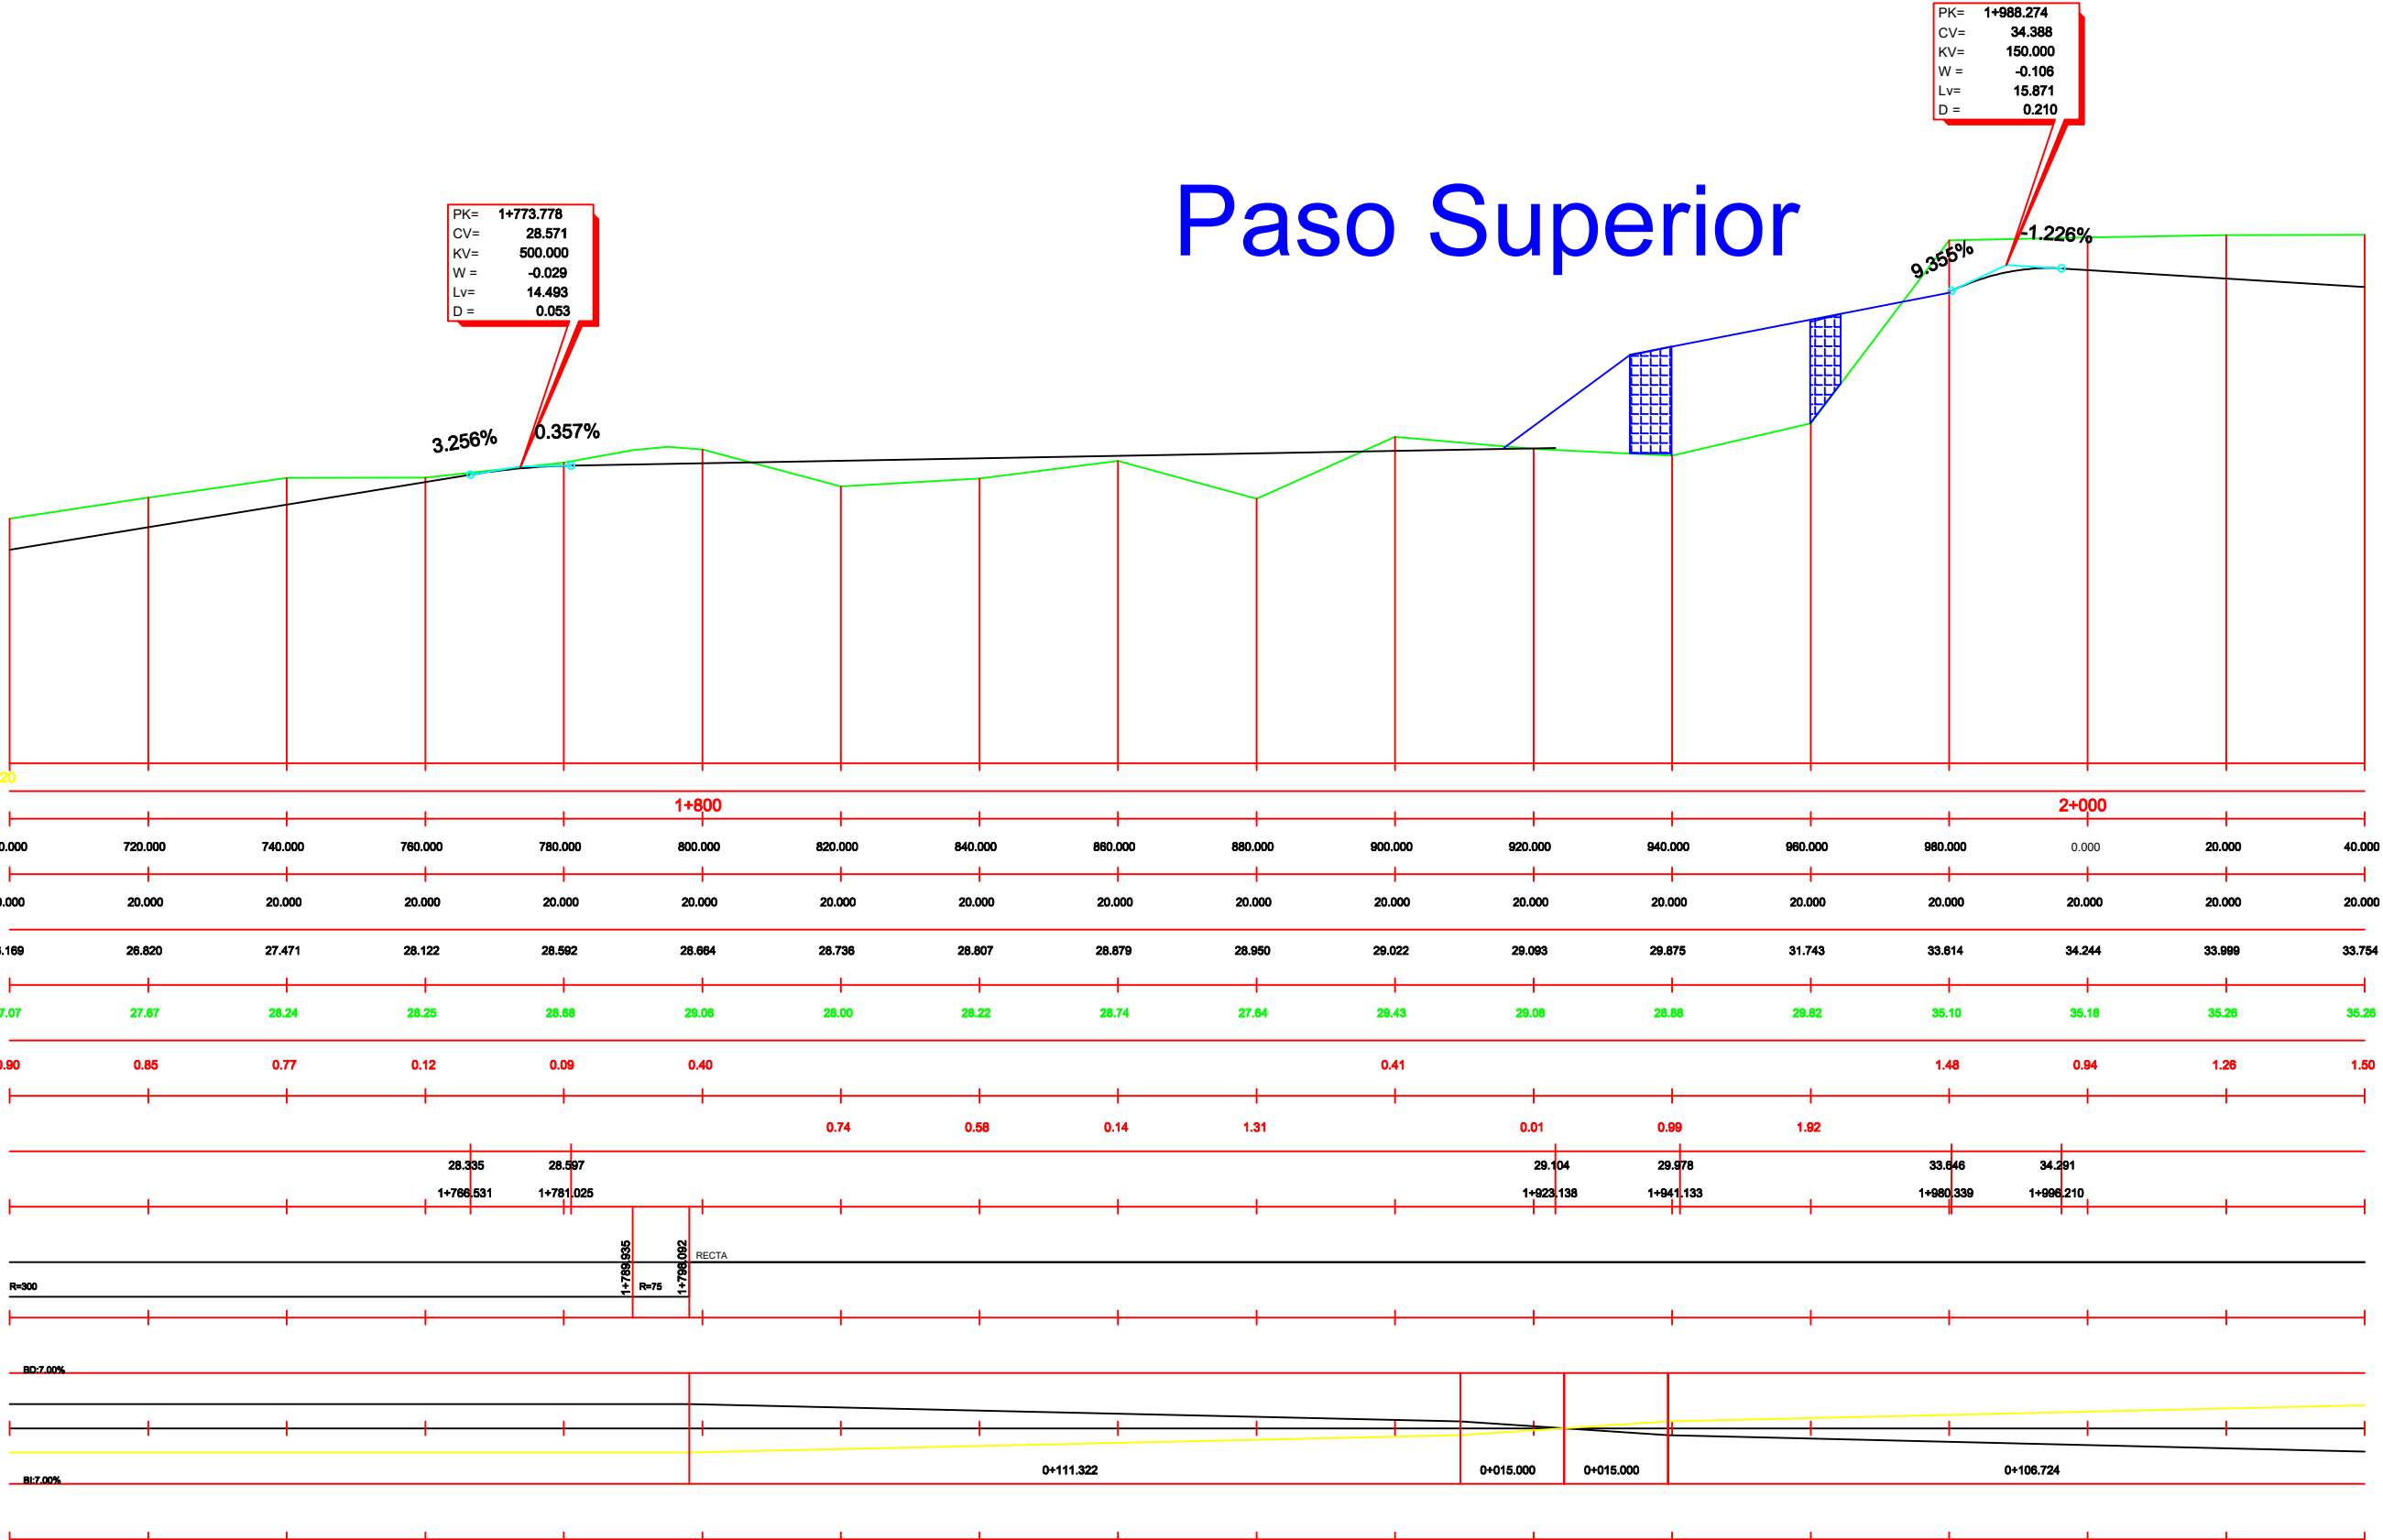 PK= 1+988.274
CV= 34.388
KV= 150.000
W = -0.106
Lv= 15.871
D = 0.210
Paso Superior
PK= 1+773.778
CV= 28.571
KV= 500.000
W = -0.029
Lv= 14.493
D = 0.053
9.355% -1.226%
3.256% 0.357%
20
1+800 2+000
0.000 720.000 740.000 760.000 780.000 800.000 820.000 840.000 860.000 880.000 900.000 920.000 940.000 960.000 980.000 0.000 20.000 40.000
0.000 20.000 20.000 20.000 20.000 20.000 20.000 20.000 20.000 20.000 20.000 20.000 20.000 20.000 20.000 20.000 20.000 20.000
.169 26.820 27.471 28.122 28.592 28.664 28.736 28.807 28.879 28.950 29.022 29.093 29.875 31.743 33.614 34.244 33.999 33.754
7.07 27.67 28.24 28.25 28.68 29.06 28.00 28.22 28.74 27.64 29.43 29.08 28.88 29.82 35.10 35.18 35.26 35.26
0.90 0.85 0.77 0.12 0.09 0.40 0.41 1.48 0.94 1.26 1.50
0.74 0.58 0.14 1.31 0.01 0.99 1.92
28.335 28.597 29.104 29.978 33.646 34.291
1+766.531 1+781.025 1+923.138 1+941.133 1+980.339 1+996.210
1+789.935 1+798.092 RECTA
R=300 R=75
BD:7.00%
0+111.322 0+015.000 0+015.000 0+106.724
BI:7.00%